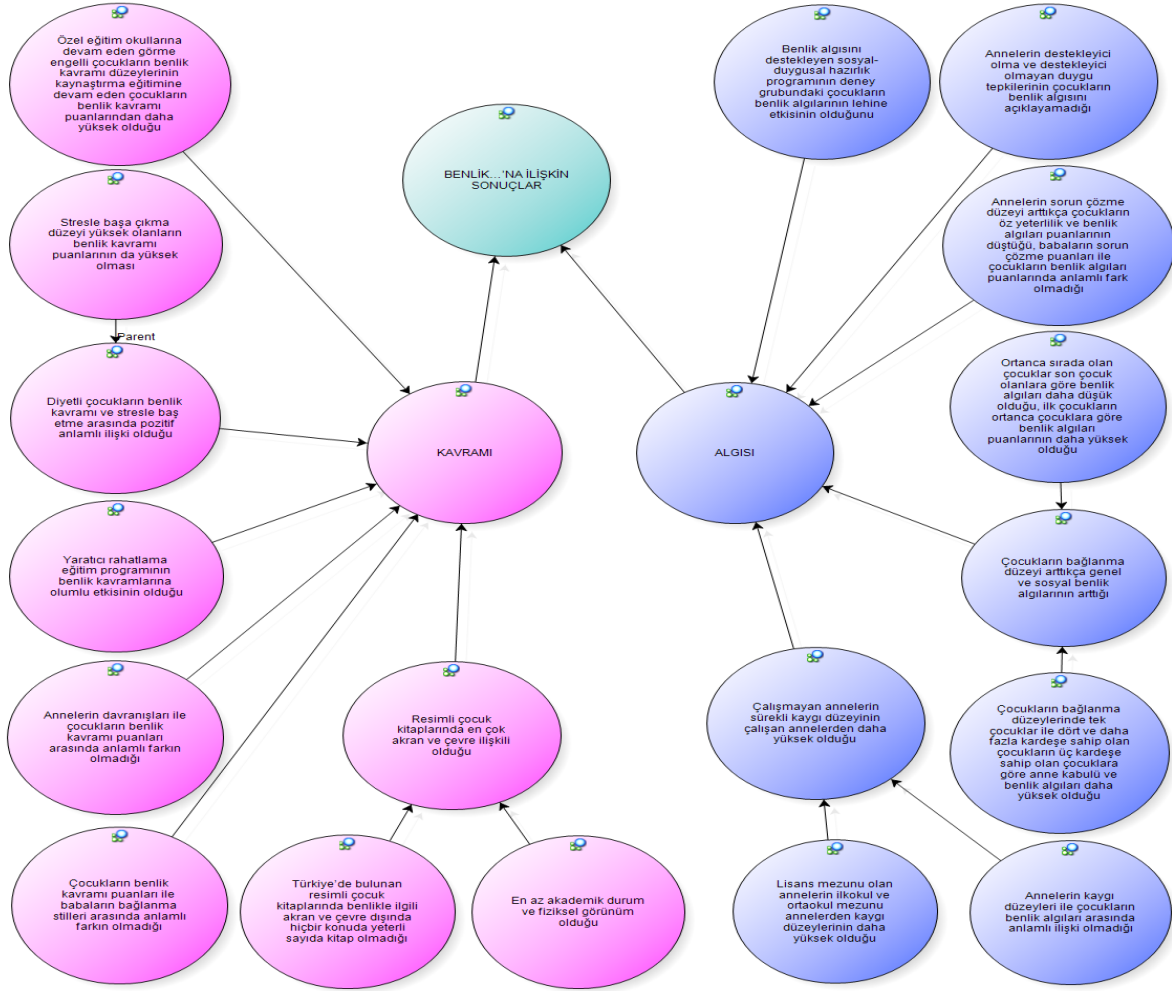 Özel eğitim okullarına
devam eden görme
engelli çocukların benlik
kavramı düzeylerinin
kaynaştırma eğitimine
devam eden çocukların
benlik kavramı
puanlarından daha
yüksek olduğu
Benlik algısını
destekleyen sosyal-
duygusal hazırlık
programının deney
grubundaki çocukların
benlik algılarının lehine
etkisinin olduğunu
Annelerin destekleyici
olma ve destekleyici
olmayan duygu
tepkilerinin çocukların
benlik algısını
açıklayamadığı
BENLİK...'NA İLİŞKİN
SONUÇLAR
Stresle başa çıkma
düzeyi yüksek olanların
benlik kavramı
puanlarının da yüksek
olması
Annelerin sorun çözme
düzeyi arttıkça çocukların
öz yeterlilik ve benlik
algıları puanlarının
düştüğü, babaların sorun
çözme puanları ile
çocukların benlik algıları
puanlarında anlamlı fark
olmadığı
Parent
Diyetli çocukların benlik
kavramı ve stresle baş
etme arasında pozitif
anlamlı ilişki olduğu
KAVRAMI
ALGISI
Ortanca sırada olan
çocuklar son çocuk
olanlara göre benlik
algıları daha düşük
olduğu, ilk çocukların
ortanca çocuklara göre
benlik algıları
puanlarının daha yüksek
olduğu
Yaratıcı rahatlama
eğitim programının
benlik kavramlarına
olumlu etkisinin olduğu
Çocukların bağlanma
düzeyi arttıkça genel
ve sosyal benlik
algılarının arttığı
Annelerin davranışları ile
çocukların benlik
kavramı puanları
arasında anlamlı farkın
olmadığı
Resimli çocuk
kitaplarında en çok
akran ve çevre ilişkili
olduğu
Çalışmayan annelerin
sürekli kaygı düzeyinin
çalışan annelerden daha
yüksek olduğu
Çocukların bağlanma
düzeylerinde tek
çocuklar ile dört ve daha
fazla kardeşe sahip olan
çocukların üç kardeşe
sahip olan çocuklara
göre anne kabulü ve
benlik algıları daha
yüksek olduğu
Çocukların benlik
kavramı puanları ile
babaların bağlanma
stilleri arasında anlamlı
farkın olmadığı
Türkiye'de bulunan
resimli çocuk
kitaplarında benlikle ilgili
akran ve çevre dışında
hiçbir konuda yeterli
sayıda kitap olmadığı
En az akademik durum
ve fiziksel görünüm
olduğu
Lisans mezunu olan
annelerin ilkokul ve
ortaokul mezunu
annelerden kaygı
düzeylerinin daha
yüksek olduğu
Annelerin kaygı
düzeyleri ile çocukların
benlik algıları arasında
anlamlı ilişki olmadığı